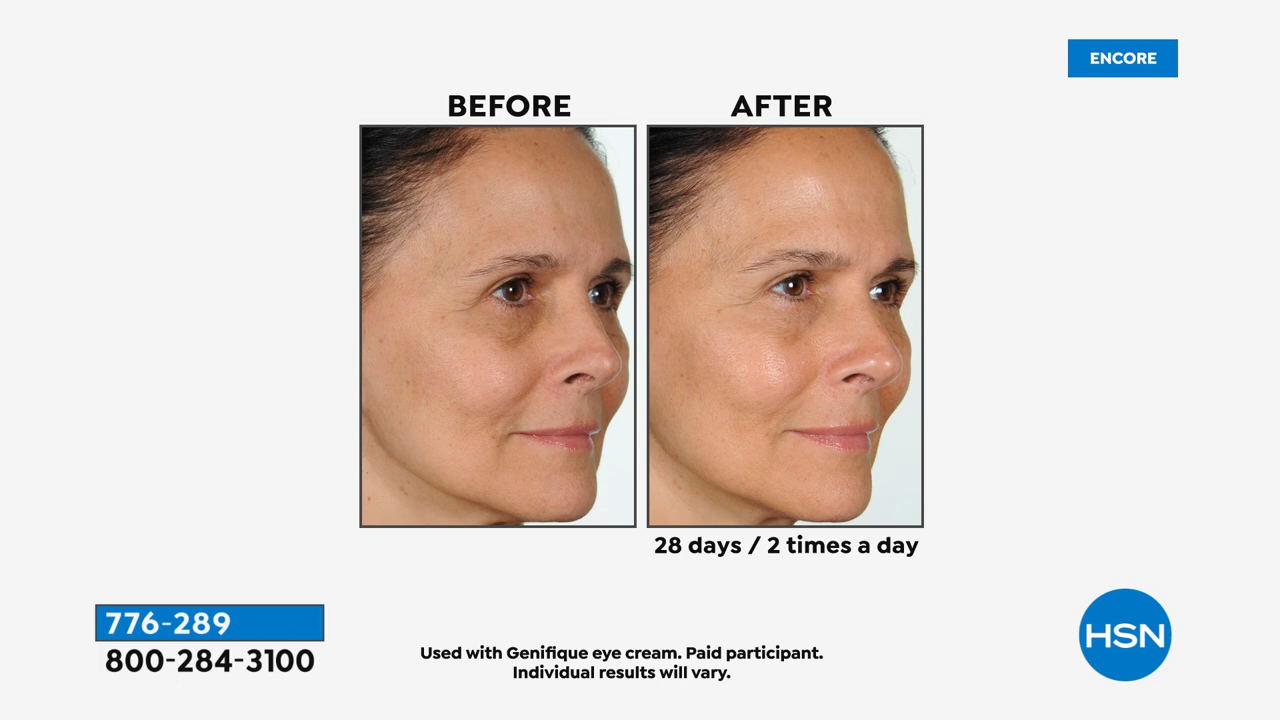 ENCORE
BEFORE
AFTER
28 days / 2 times a day
776-289
800-284-3100
Used with Genifique eye cream. Paid participant.
Individual results will vary.
HSN